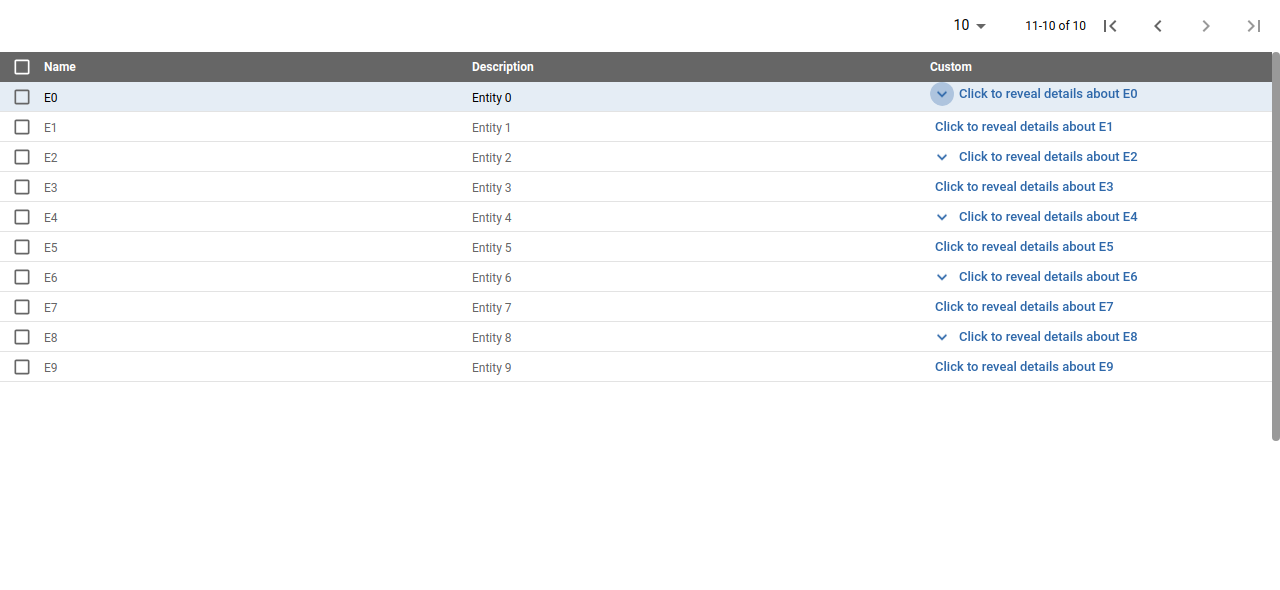 10 11-10 of 10
Name Description Custom
E0 Entity 0 Click to reveal details about E0
E1 Entity 1 Click to reveal details about E1
E2 Entity 2 Click to reveal details about E2
E3 Entity 3 Click to reveal details about E3
E4 Entity 4 Click to reveal details about E4
E5 Entity 5 Click to reveal details about E5
E6 Entity 6 Click to reveal details about E6
E7 Entity 7 Click to reveal details about E7
E8 Entity 8 Click to reveal details about E8
E9 Entity 9 Click to reveal details about E9